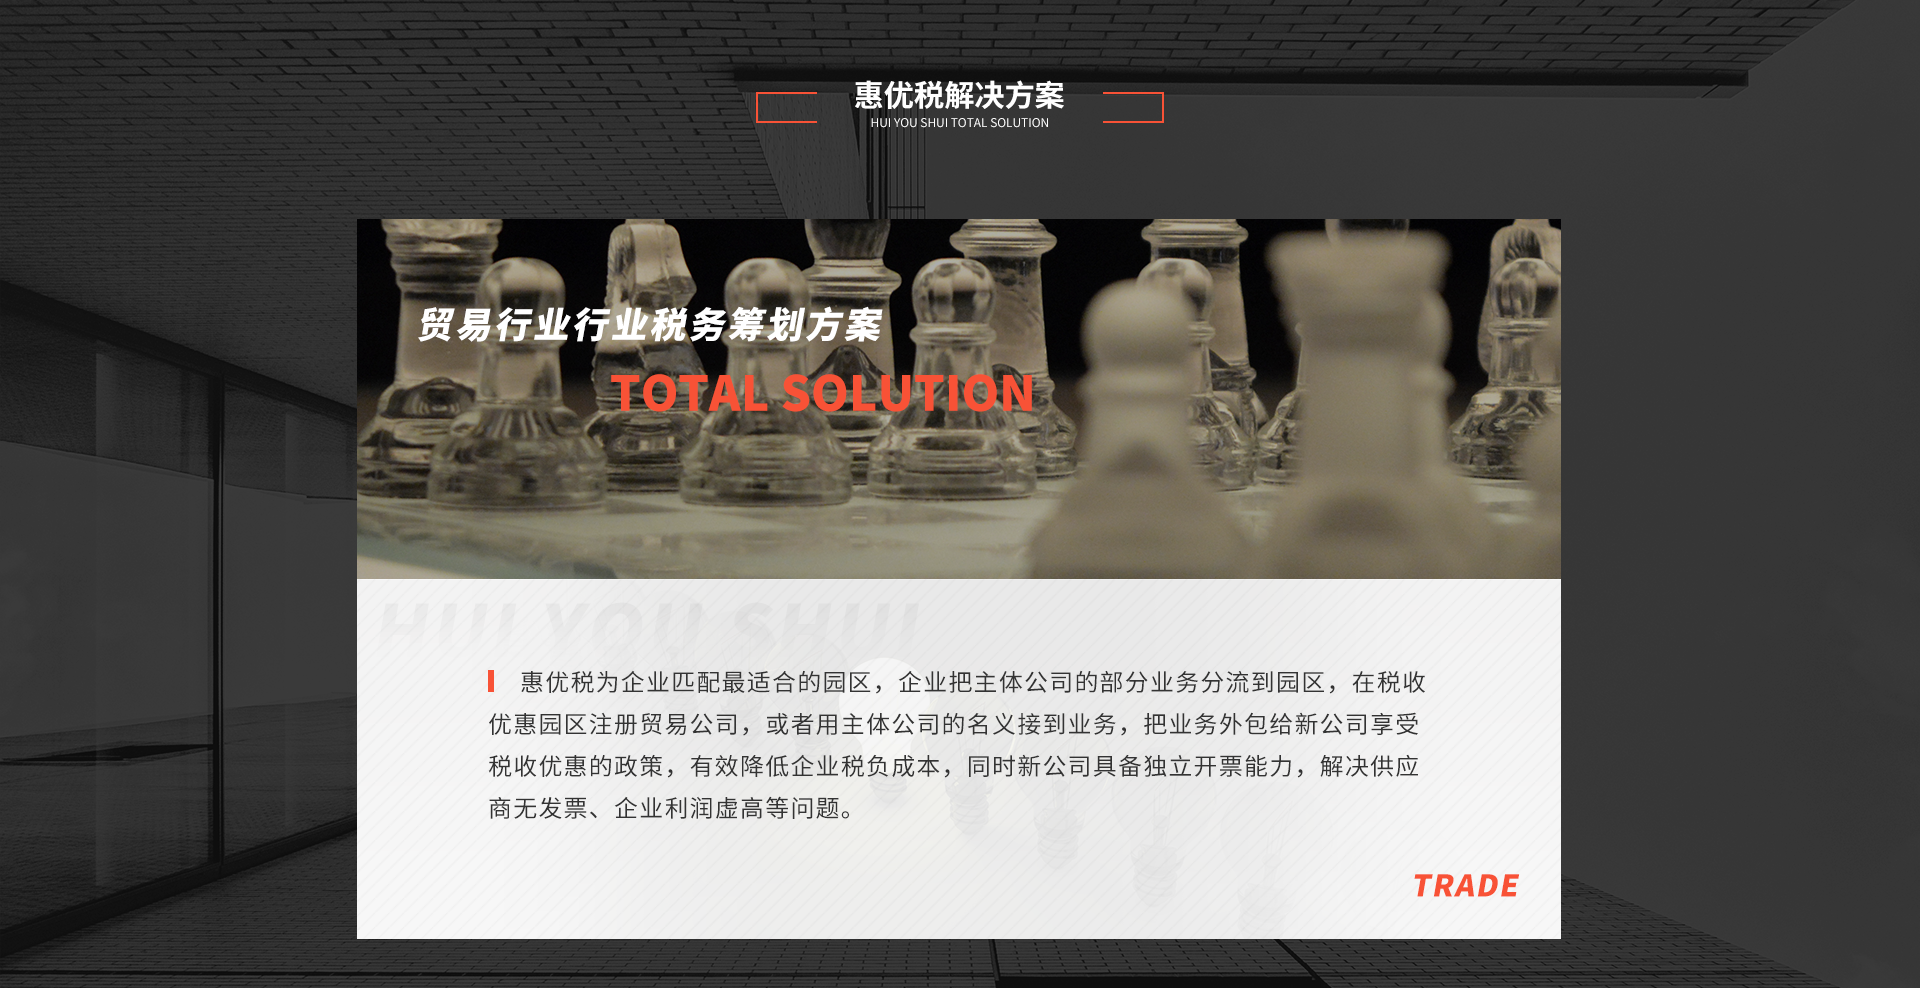 惠优税解决方案
HUI YOU SHUI TOTAL SOLUTION
贸易行业行业税务筹划方案
TOTAL SOLUTION
HUI YOU SHUI
惠优税为企业匹配最适合的园区，企业把主体公司的部分业务分流到园区，在税收
优惠园区注册贸易公司，或者用主体公司的名义接到业务，把业务外包给新公司享受
税收优惠的政策，有效降低企业税负成本，同时新公司具备独立开票能力，解决供应
商无发票、企业利润虚高等问题。
TRADE